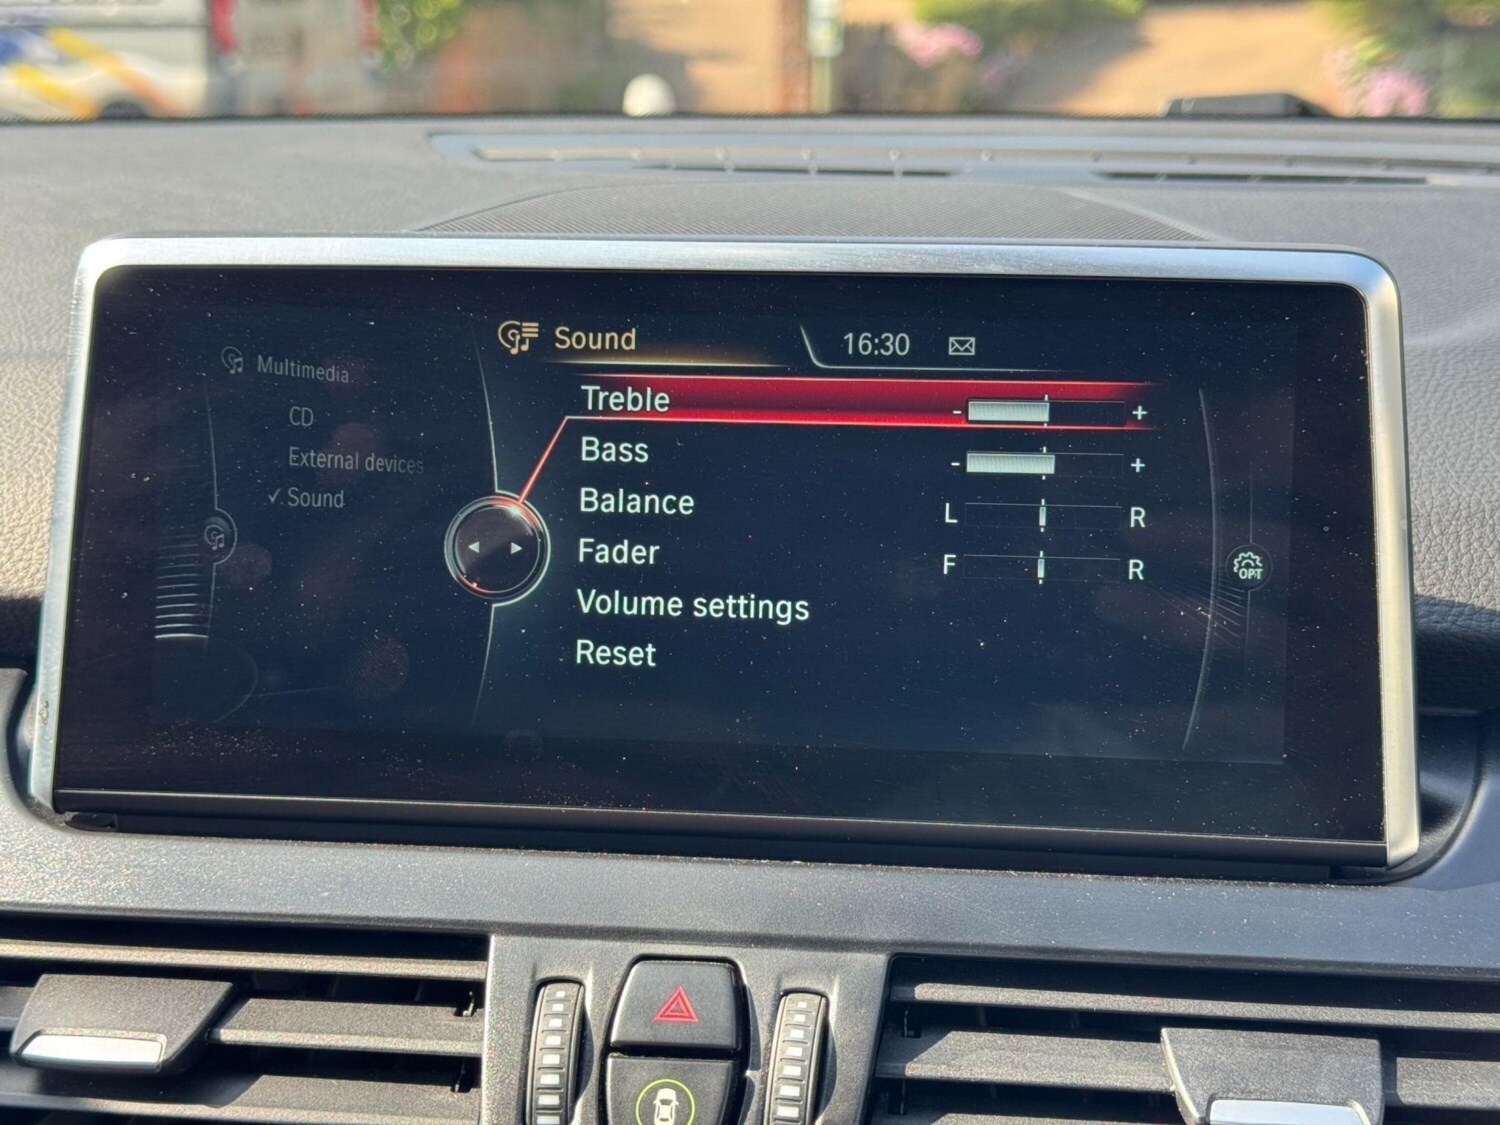 Multimedia
CD
External devices
✓ Sound
Sound
16:30
Treble - +
Bass - +
Balance L R
Fader F R
Volume settings
Reset
OPT